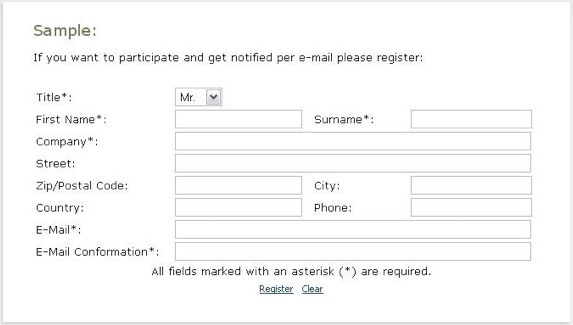 Sample:
If you want to participate and get notified per e-mail please register:
Title*: Mr.
First Name*: Surname*:
Company*:
Street:
Zip/Postal Code: City:
Country: Phone:
E-Mail*:
E-Mail Conformation*:
All fields marked with an asterisk (*) are required.
Register Clear